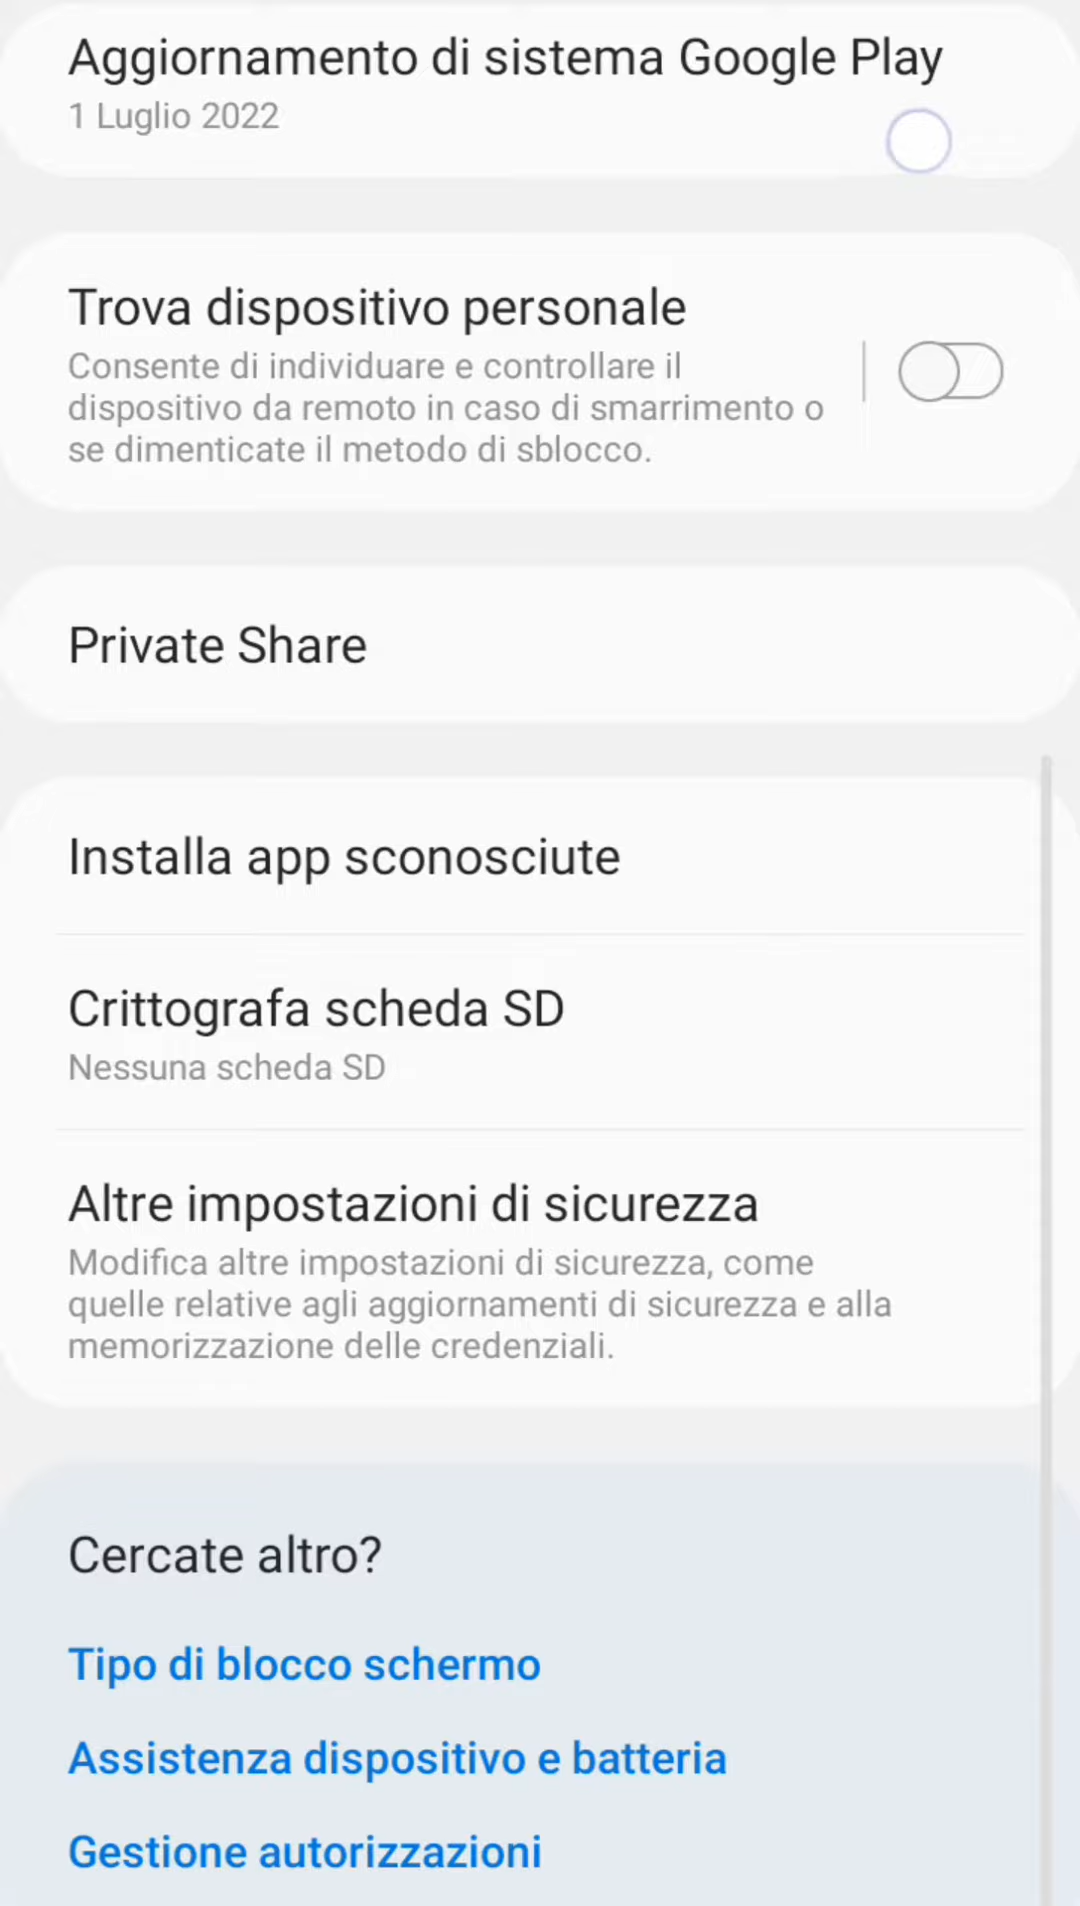 Aggiornamento di sistema Google Play
1 Luglio 2022
Trova dispositivo personale
Consente di individuare e controllare il
dispositivo da remoto in caso di smarrimento o
se dimenticate il metodo di sblocco.
Private Share
Installa app sconosciute
Crittografa scheda SD
Nessuna scheda SD
Altre impostazioni di sicurezza
Modifica altre impostazioni di sicurezza, come
quelle relative agli aggiornamenti di sicurezza e alla
memorizzazione delle credenziali.
Cercate altro?
Tipo di blocco schermo
Assistenza dispositivo e batteria
Gestione autorizzazioni